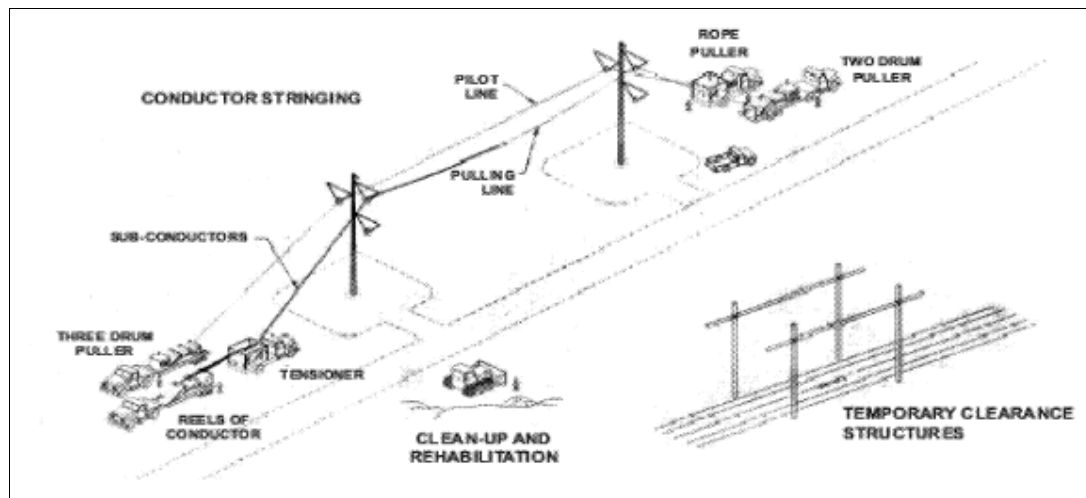 ROPE
PULLER
TWO DRUM
PULLER
PILOT
LINE
CONDUCTOR STRINGING
PULLING
LINE
SUB-CONDUCTORS
THREE DRUM
PULLER
TENSIONER
REELS OF
CONDUCTOR
CLEAN-UP AND
REHABILITATION
TEMPORARY CLEARANCE
STRUCTURES